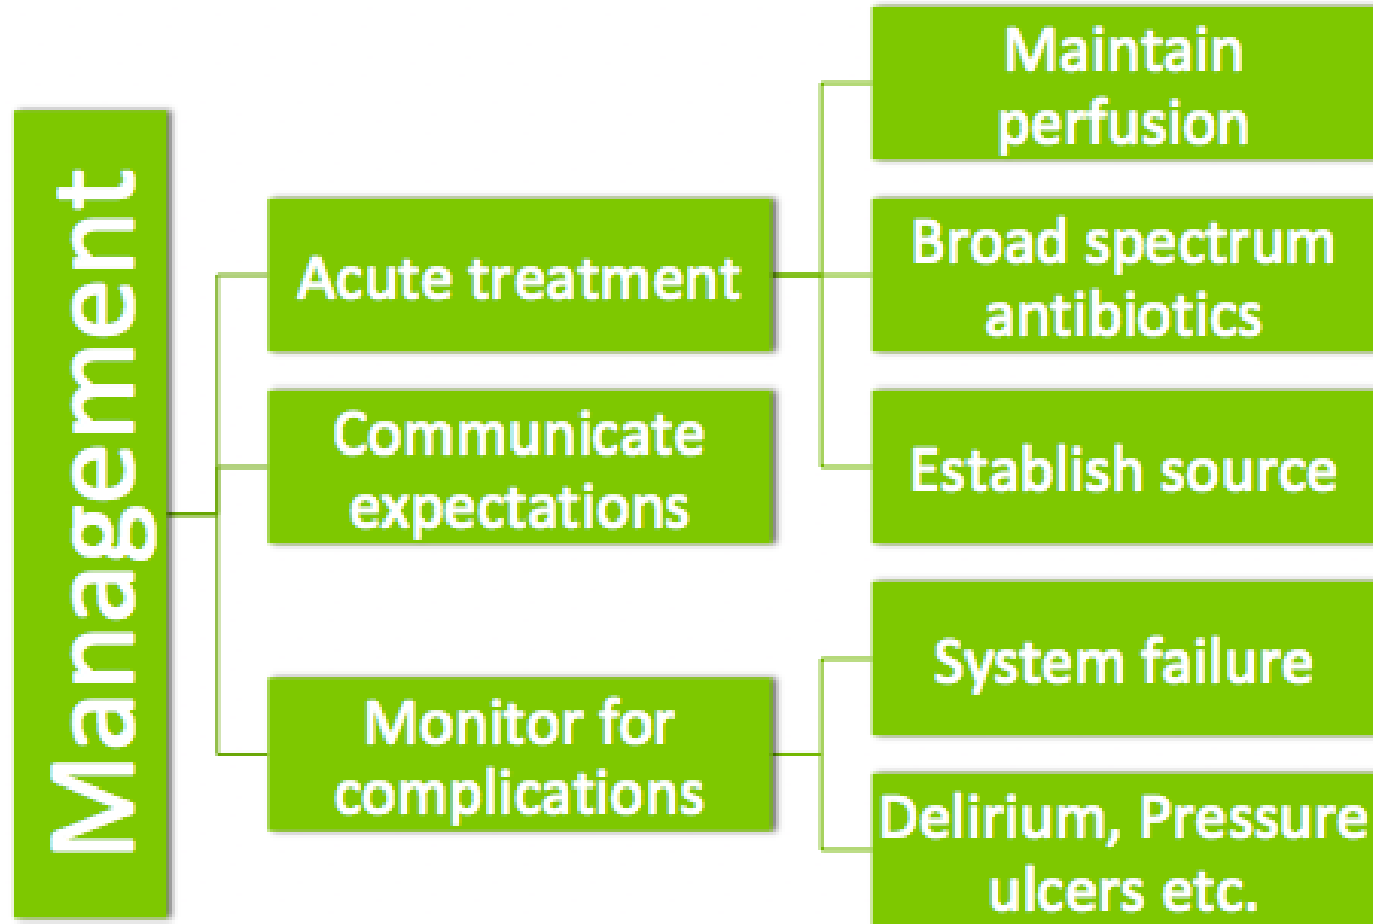 Management
Acute treatment
Maintain
perfusion
Broad spectrum
antibiotics
Establish source
Communicate
expectations
Monitor for
complications
System failure
Delirium, Pressure
ulcers etc.